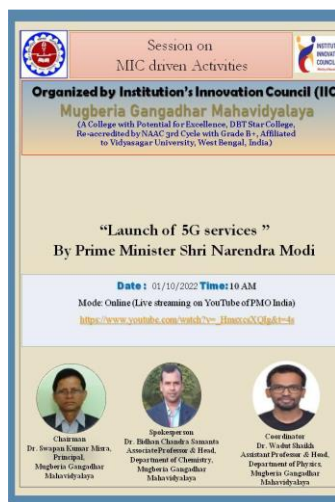 Session on
MIC driven Activities
INSTITUTION'S
INNOVATION
COUNCIL
Organized by Institution's Innovation Council (IIC
Mugberia Gangadhar Mahavidyalaya
(A College with Potential for Excellence, DBT Star College,
Re-accredited by NAAC 3rd Cycle with Grade B+, Affiliated
to Vidyasagar University, West Bengal, India)
“Launch of 5G services ”
By Prime Minister Shri Narendra Modi
Date : 01/10/2022 Time: 10 AM
Mode: Online (Live streaming on YouTube of PMO India)
Chairman
Dr. Swapan Kumar Misra,
Principal,
Mugberia Gangadhar
Mahavidyalaya
Spokesperson
Dr. Bidhan Chandra Samanta
Associate Professor & Head,
Department of Chemistry,
Mugberia Gangadhar
Mahavidyalaya
Coordinator
Dr. Wadut Shaikh
Assistant Professor & Head,
Department of Physics,
Mugberia Gangadhar
Mahavidyalaya